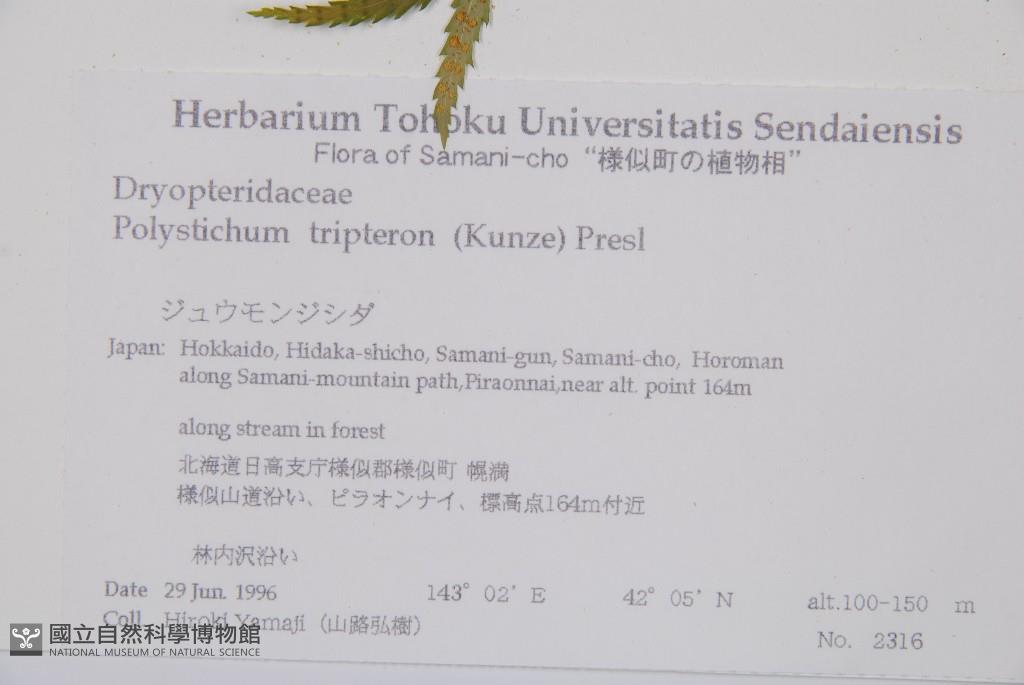 Herbarium Tohoku Universitatis Sendaiensis
Flora of Samani-cho “様似町の植物相”
Dryopteridaceae
Polystichum tripteron (Kunze) Presl
ジュウモンジシダ
Japan: Hokkaido, Hidaka-shicho, Samani-gun, Samani-cho, Horoman
along Samani-mountain path,Piraonnai,near alt. point 164m
along stream in forest
北海道日高支庁様似郡様似町 幌満
様似山道沿い、ピラオンナイ、標高点164m付近
林内沢沿い
Date 29 Jun. 1996 143° 02′ E 42° 05′ N alt.100-150 m
Coll. Hiroki Yamaji (山路弘樹)
No. 2316
國立自然科學博物館
NATIONAL MUSEUM OF NATURAL SCIENCE